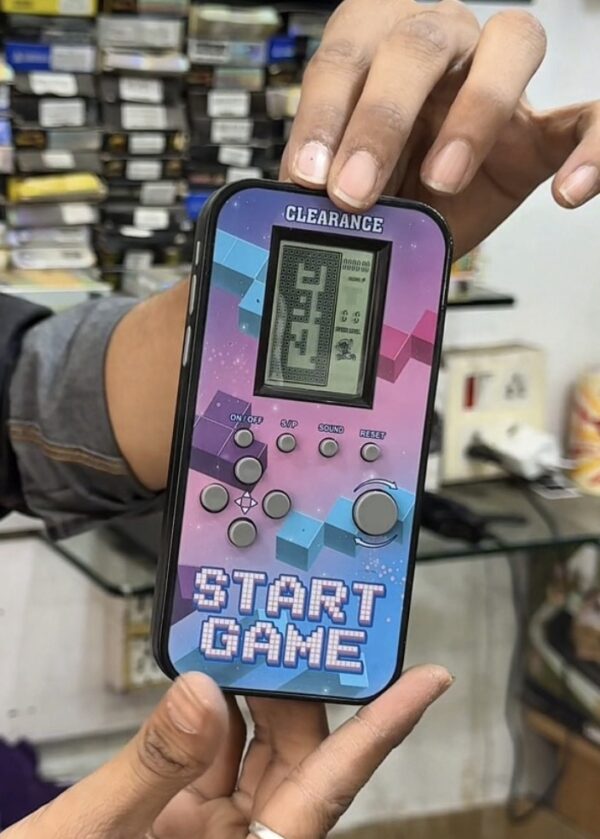 CLEARANCE
ON/OFF S/P SOUND RESET
START
GAME